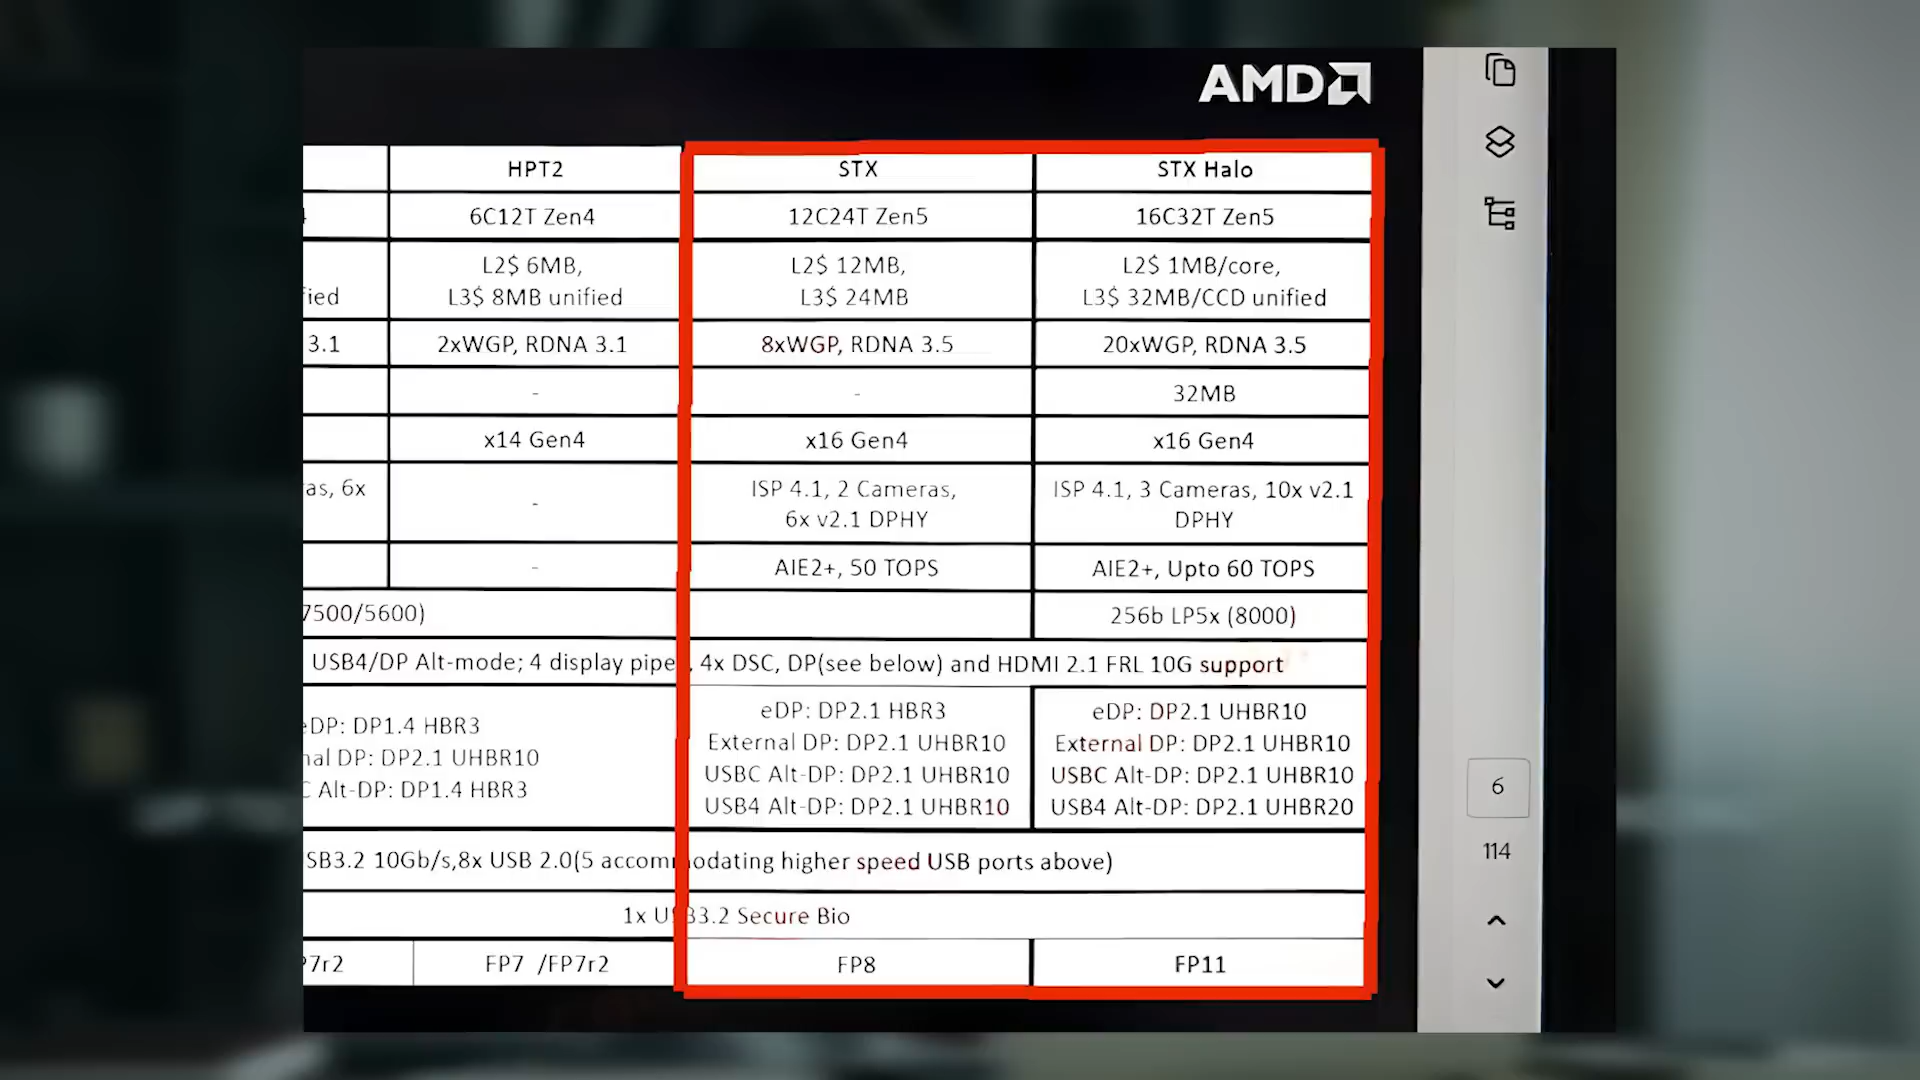 AMD
HPT2 STX STX Halo
6C12T Zen4 12C24T Zen5 16C32T Zen5
L2$ 6MB, L2$ 12MB, L2$ 1MB/core,
L3$ 8MB unified L3$ 24MB L3$ 32MB/CCD unified
3.1 2xWGP, RDNA 3.1 8xWGP, RDNA 3.5 20xWGP, RDNA 3.5
- - 32MB
x14 Gen4 x16 Gen4 x16 Gen4
6x - ISP 4.1, 2 Cameras, ISP 4.1, 3 Cameras, 10x v2.1
6x v2.1 DPHY DPHY
- AIE2+, 50 TOPS AIE2+, Upto 60 TOPS
7500/5600) 256b LP5x (8000)
USB4/DP Alt-mode; 4 display pipe, 4x DSC, DP(see below) and HDMI 2.1 FRL 10G support
eDP: DP1.4 HBR3 eDP: DP2.1 HBR3 eDP: DP2.1 UHBR10
nal DP: DP2.1 UHBR10 External DP: DP2.1 UHBR10 External DP: DP2.1 UHBR10
C Alt-DP: DP1.4 HBR3 USBC Alt-DP: DP2.1 UHBR10 USBC Alt-DP: DP2.1 UHBR10
USB4 Alt-DP: DP2.1 UHBR10 USB4 Alt-DP: DP2.1 UHBR20
SB3.2 10Gb/s,8x USB 2.0(5 accommodating higher speed USB ports above)
1x USB3.2 Secure Bio
P7r2 FP7 /FP7r2 FP8 FP11
6
114